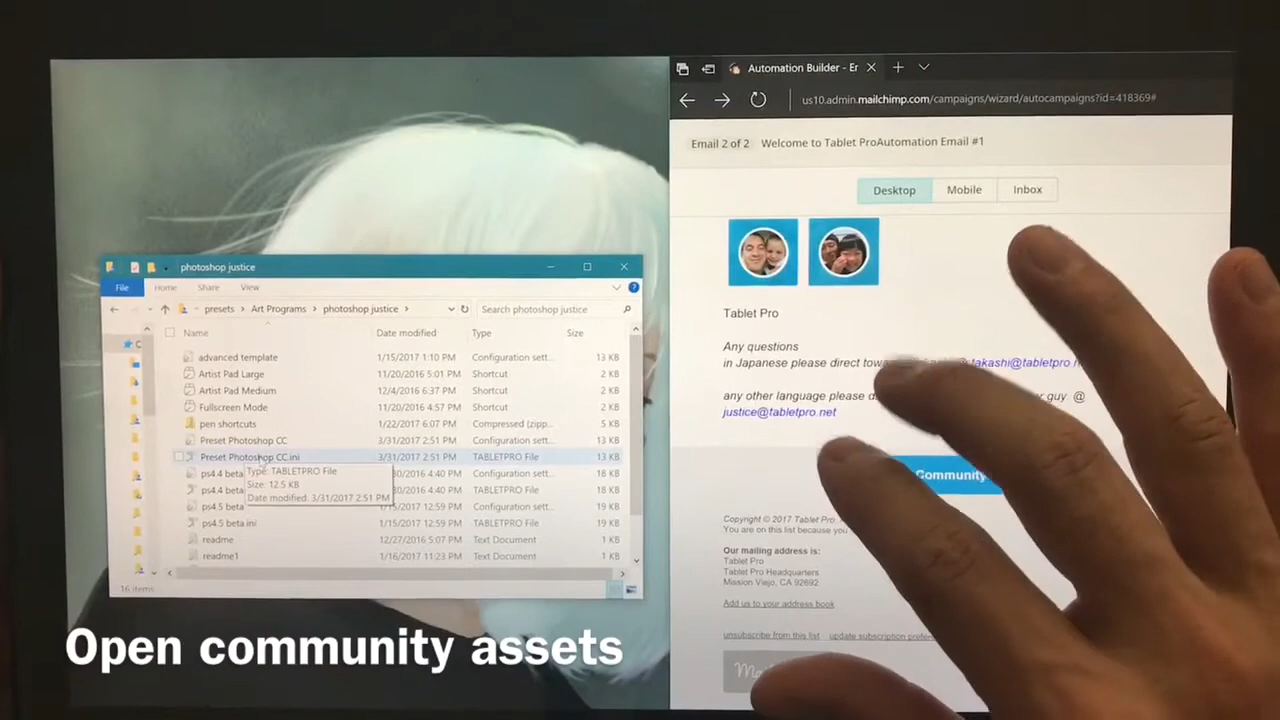 Automation Builder - Er
us10.admin.mailchimp.com/campaigns/wizard/autocampaigns?id=418369#
Email 2 of 2 Welcome to Tablet ProAutomation Email #1
Desktop Mobile Inbox
Tablet Pro
Any questions
in Japanese please direct takashi@tabletpro
any other language please guy @
justice@tabletpro.net
Community
Copyright © 2017 Tablet Pro
You are on this list because you
Our mailing address is:
Tablet Pro
Tablet Pro Headquarters
Mission Viejo, CA 92692
Add us to your address book
unsubscribe from this list update subscription
photoshop justice
File Home Share View
presets > Art Programs > photoshop justice > Search photoshop justice
Name Date modified Type Size
advanced template 1/15/2017 1:10 PM Configuration sett... 13 KB
Artist Pad Large 11/20/2016 5:01 PM Shortcut 2 KB
Artist Pad Medium 12/4/2016 6:37 PM Shortcut 2 KB
Fullscreen Mode 11/20/2016 4:57 PM Shortcut 2 KB
pen shortcuts 1/22/2017 6:07 PM Compressed (zipp... 5 KB
Preset Photoshop CC 3/31/2017 2:51 PM Configuration sett... 13 KB
Preset Photoshop CC.ini 3/31/2017 2:51 PM TABLETPRO File 13 KB
ps4.4 beta 4:40 PM Configuration sett... 18 KB
ps4.4 beta 4:40 PM TABLETPRO File 18 KB
ps4.5 beta 12:59 PM Configuration sett... 19 KB
ps4.5 beta.ini 1/15/2017 12:59 PM TABLETPRO File 19 KB
readme 12/27/2016 5:07 PM Text Document 1 KB
readme1 1/16/2017 11:23 PM Text Document 1 KB
Type: TABLETPRO File
Size: 12.5 KB
Date modified: 3/31/2017 2:51 PM
16 items
Open community assets